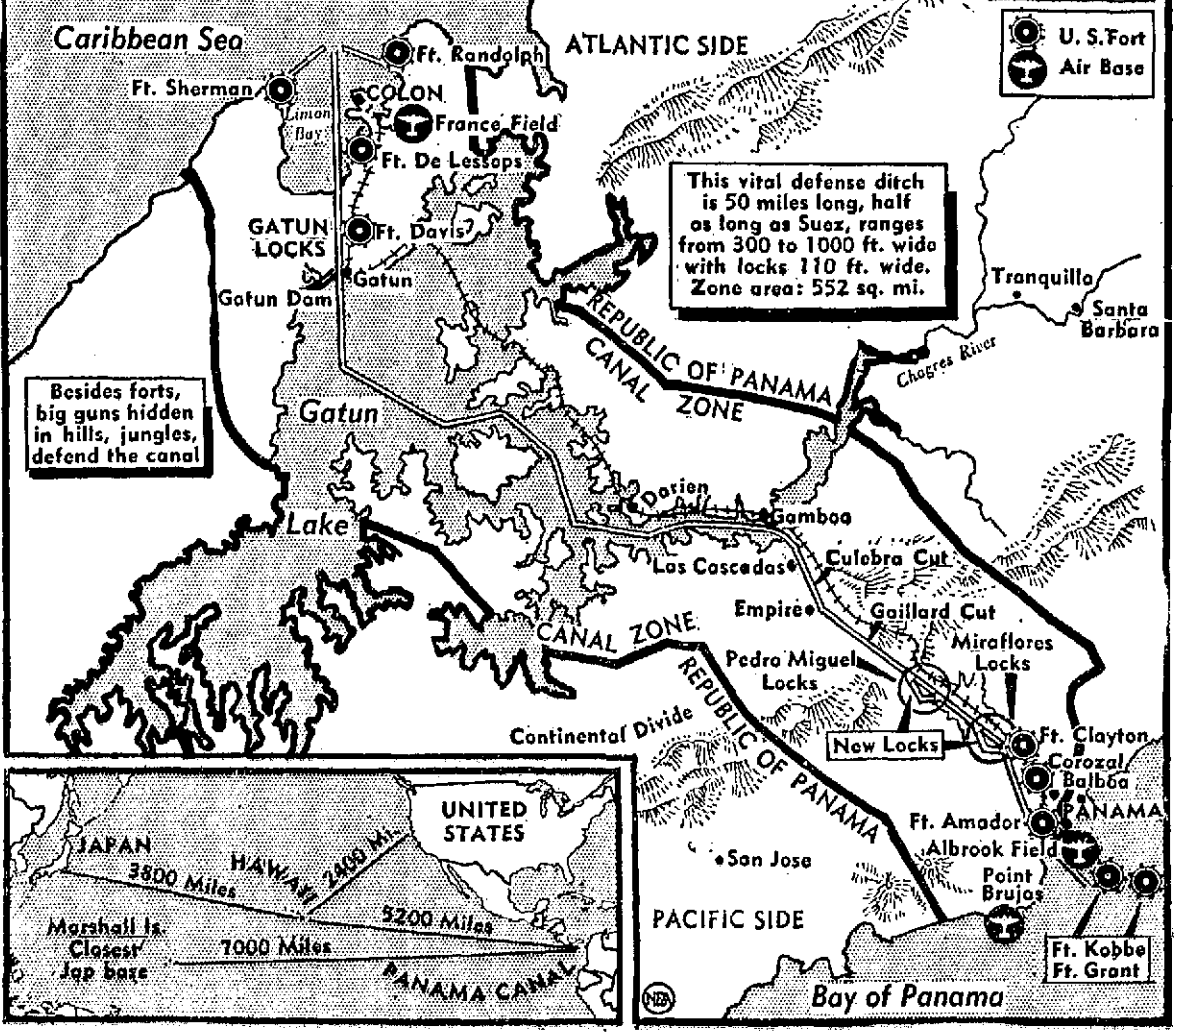 Caribbean Sea
Ft. Randolph
ATLANTIC SIDE
U. S. Fort
Air Base
Ft. Sherman
COLON
Limon
Bay
France Field
Ft. De Lesseps
This vital defense ditch
is 50 miles long, half
as long as Suez, ranges
from 300 to 1000 ft. wide
with locks 110 ft. wide.
Zone area: 552 sq. mi.
GATUN
LOCKS
Ft. Davis
Gatun
Gatun Dam
Tranquilla
Santa
Barbara
REPUBLIC OF PANAMA
CANAL ZONE
Chagres River
Besides forts,
big guns hidden
in hills, jungles,
defend the canal
Gatun
Lake
Darien
Gamboa
Las Cascadas
Culebra Cut
Empire
Gaillard Cut
CANAL ZONE
REPUBLIC OF PANAMA
Pedro Miguel
Locks
Miraflores
Locks
Continental Divide
New Locks
Ft. Clayton
Corozal
Balboa
PANAMA
Ft. Amador
Albrook Field
San Jose
Point
Brujas
PACIFIC SIDE
Ft. Kobbe
Ft. Grant
Bay of Panama
NEA
UNITED
STATES
JAPAN
HAWAII
2400 Mi.
3800 Miles
5200 Miles
Marshall Is.
Closest
Jap base
7000 Miles
PANAMA CANAL